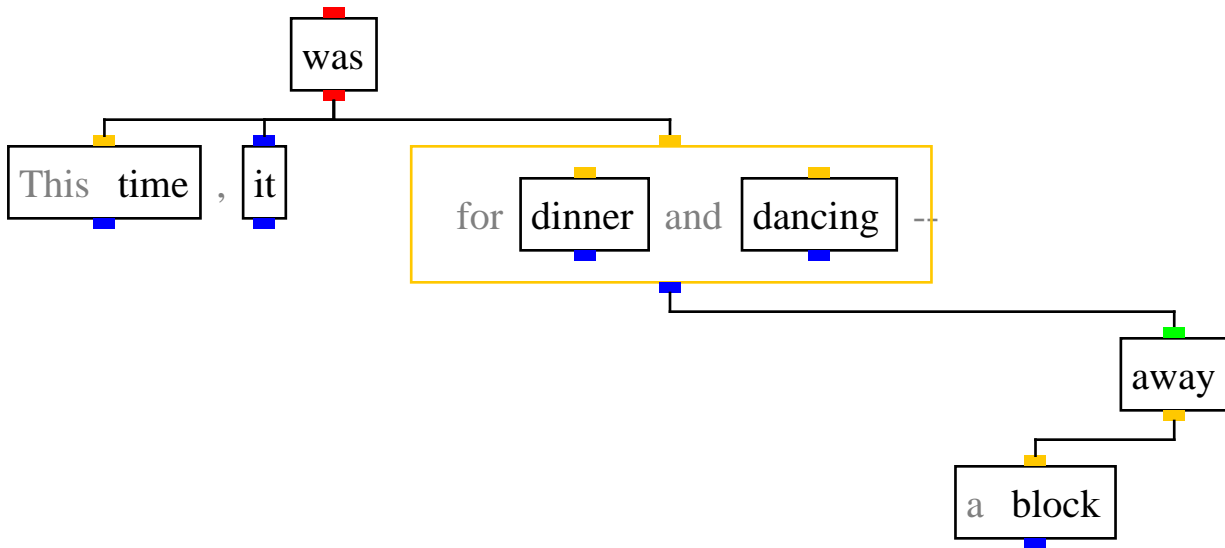 was
This time , it
for dinner and dancing --
away
a block